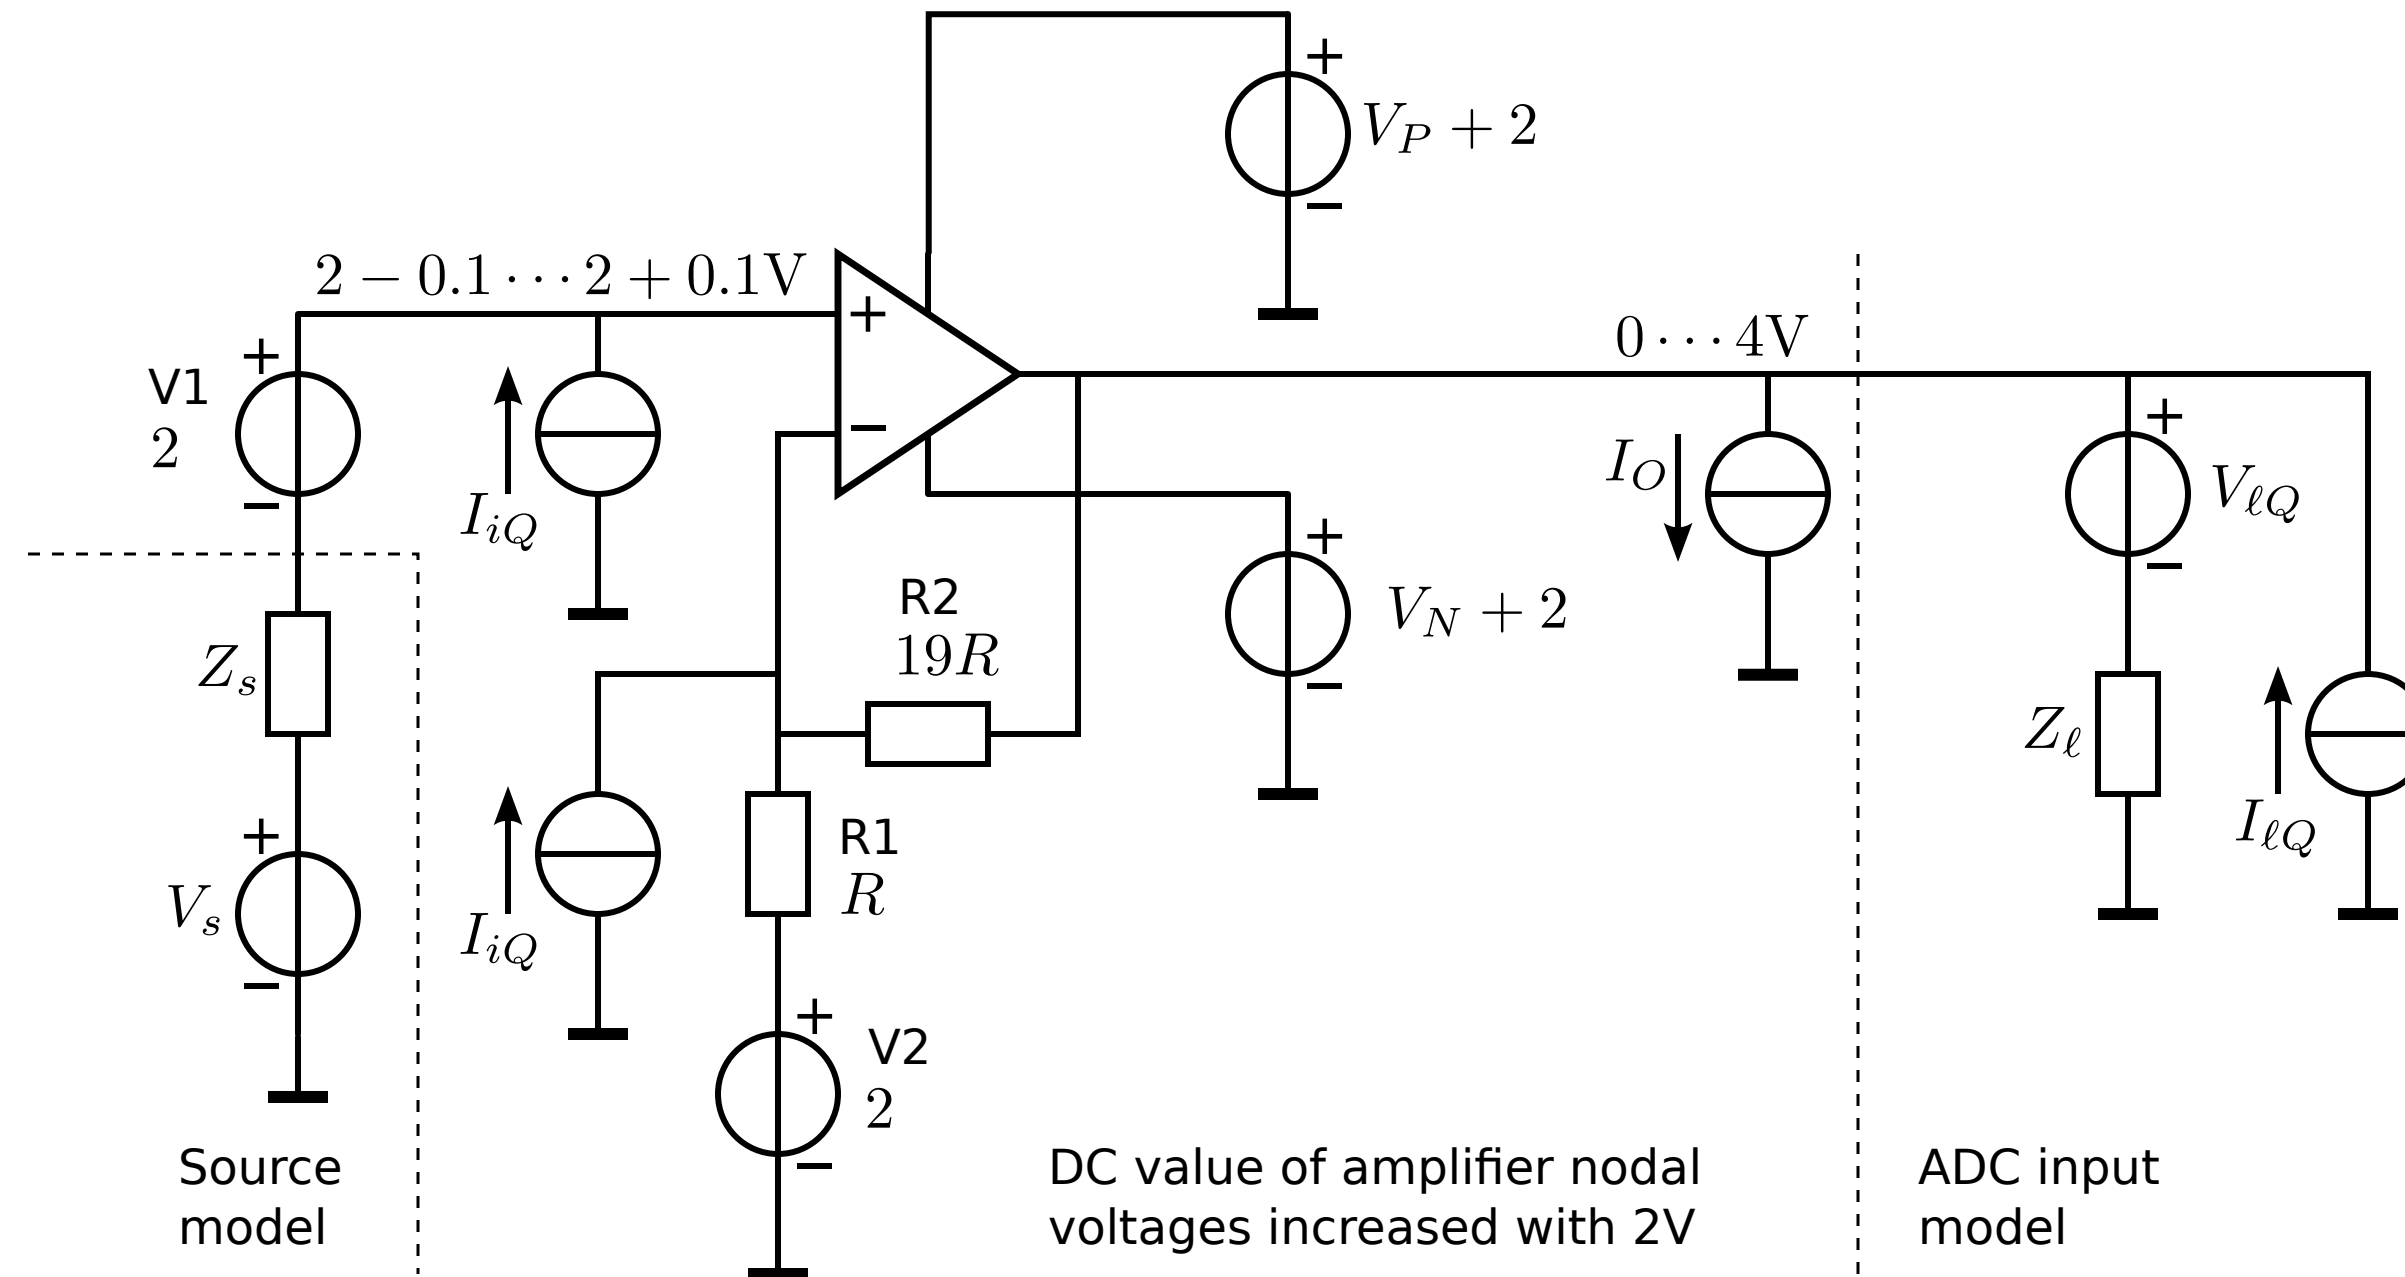 +
V_P + 2
−
2 − 0.1 ⋯ 2 + 0.1V
+
0 ⋯ 4V
+
V1
2
−
−
I_iQ
I_O
+
V_ℓQ
−
+
V_N + 2
−
R2
19R
Z_s
Z_ℓ
I_ℓQ
+
V_s
−
R1
R
I_iQ
+
V2
2
−
Source
model
DC value of amplifier nodal
voltages increased with 2V
ADC input
model